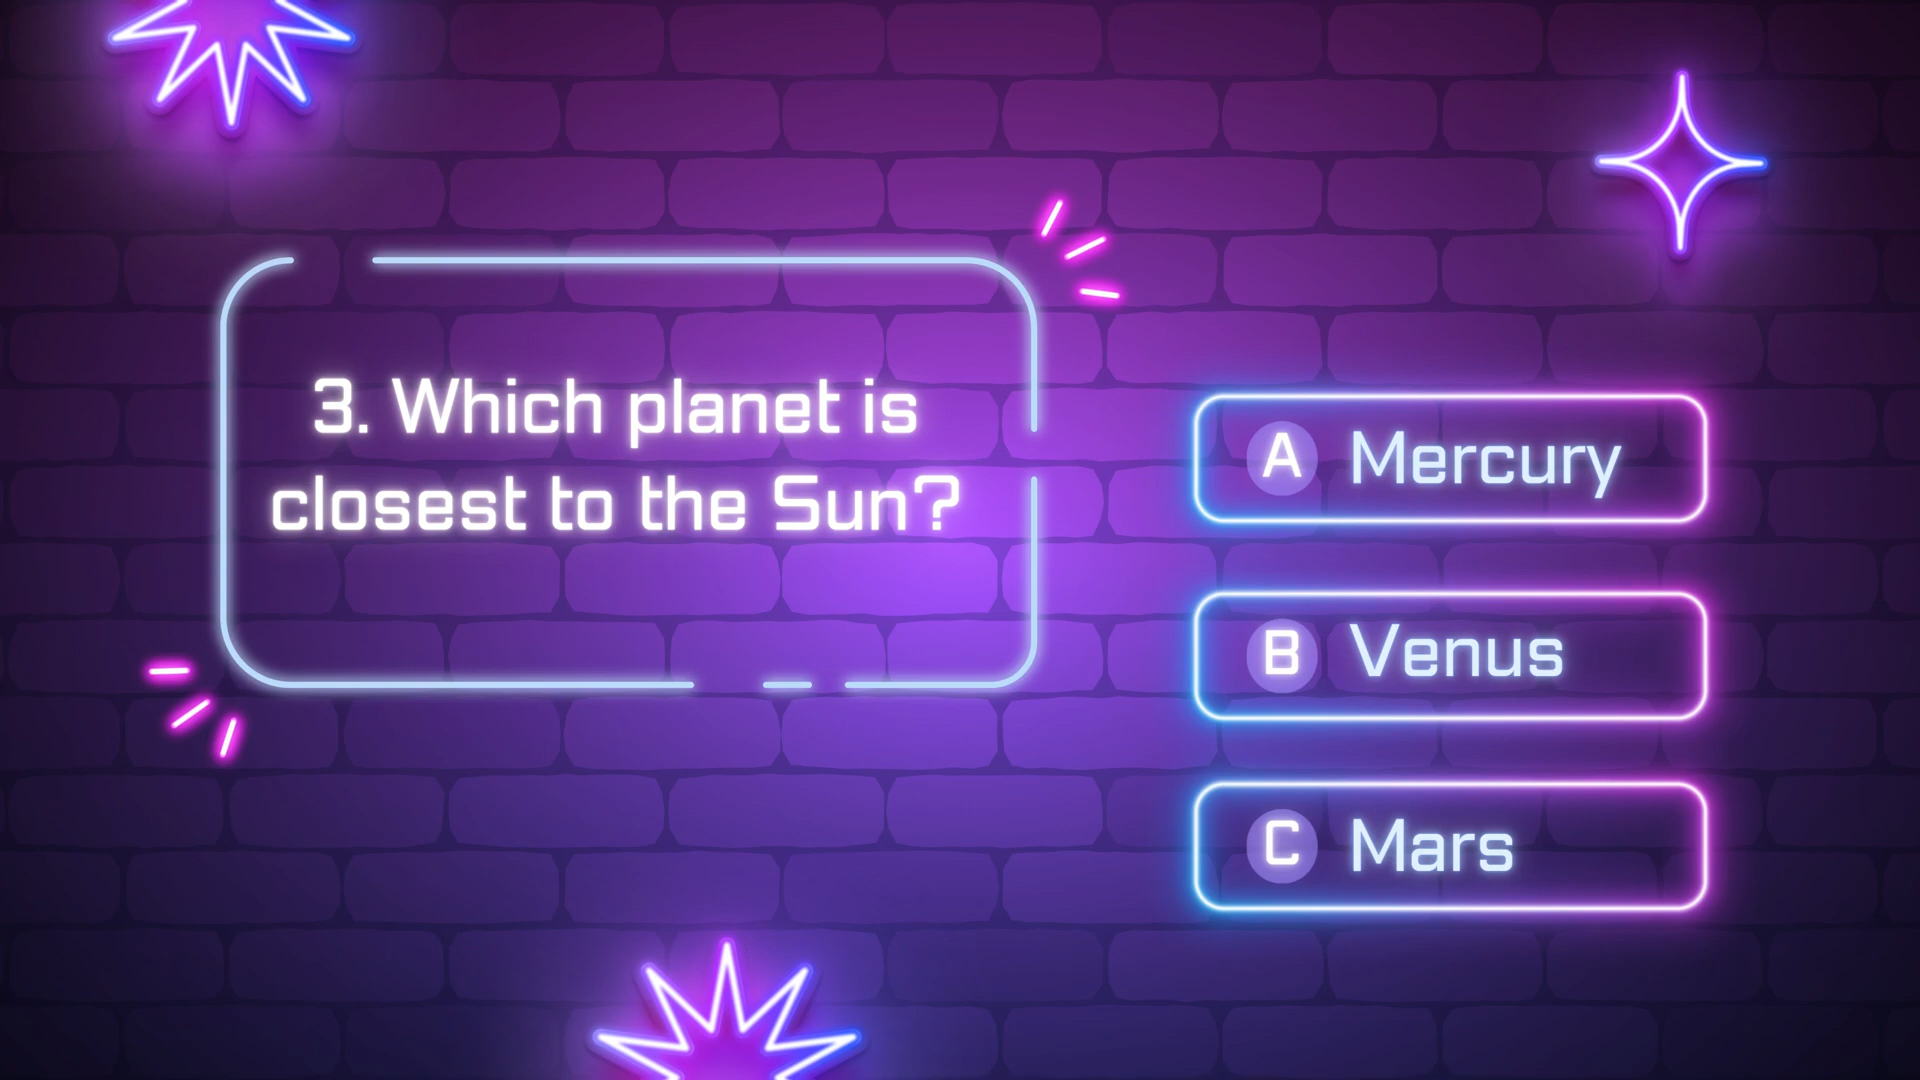 3. Which planet is
closest to the Sun?
A Mercury
B Venus
C Mars